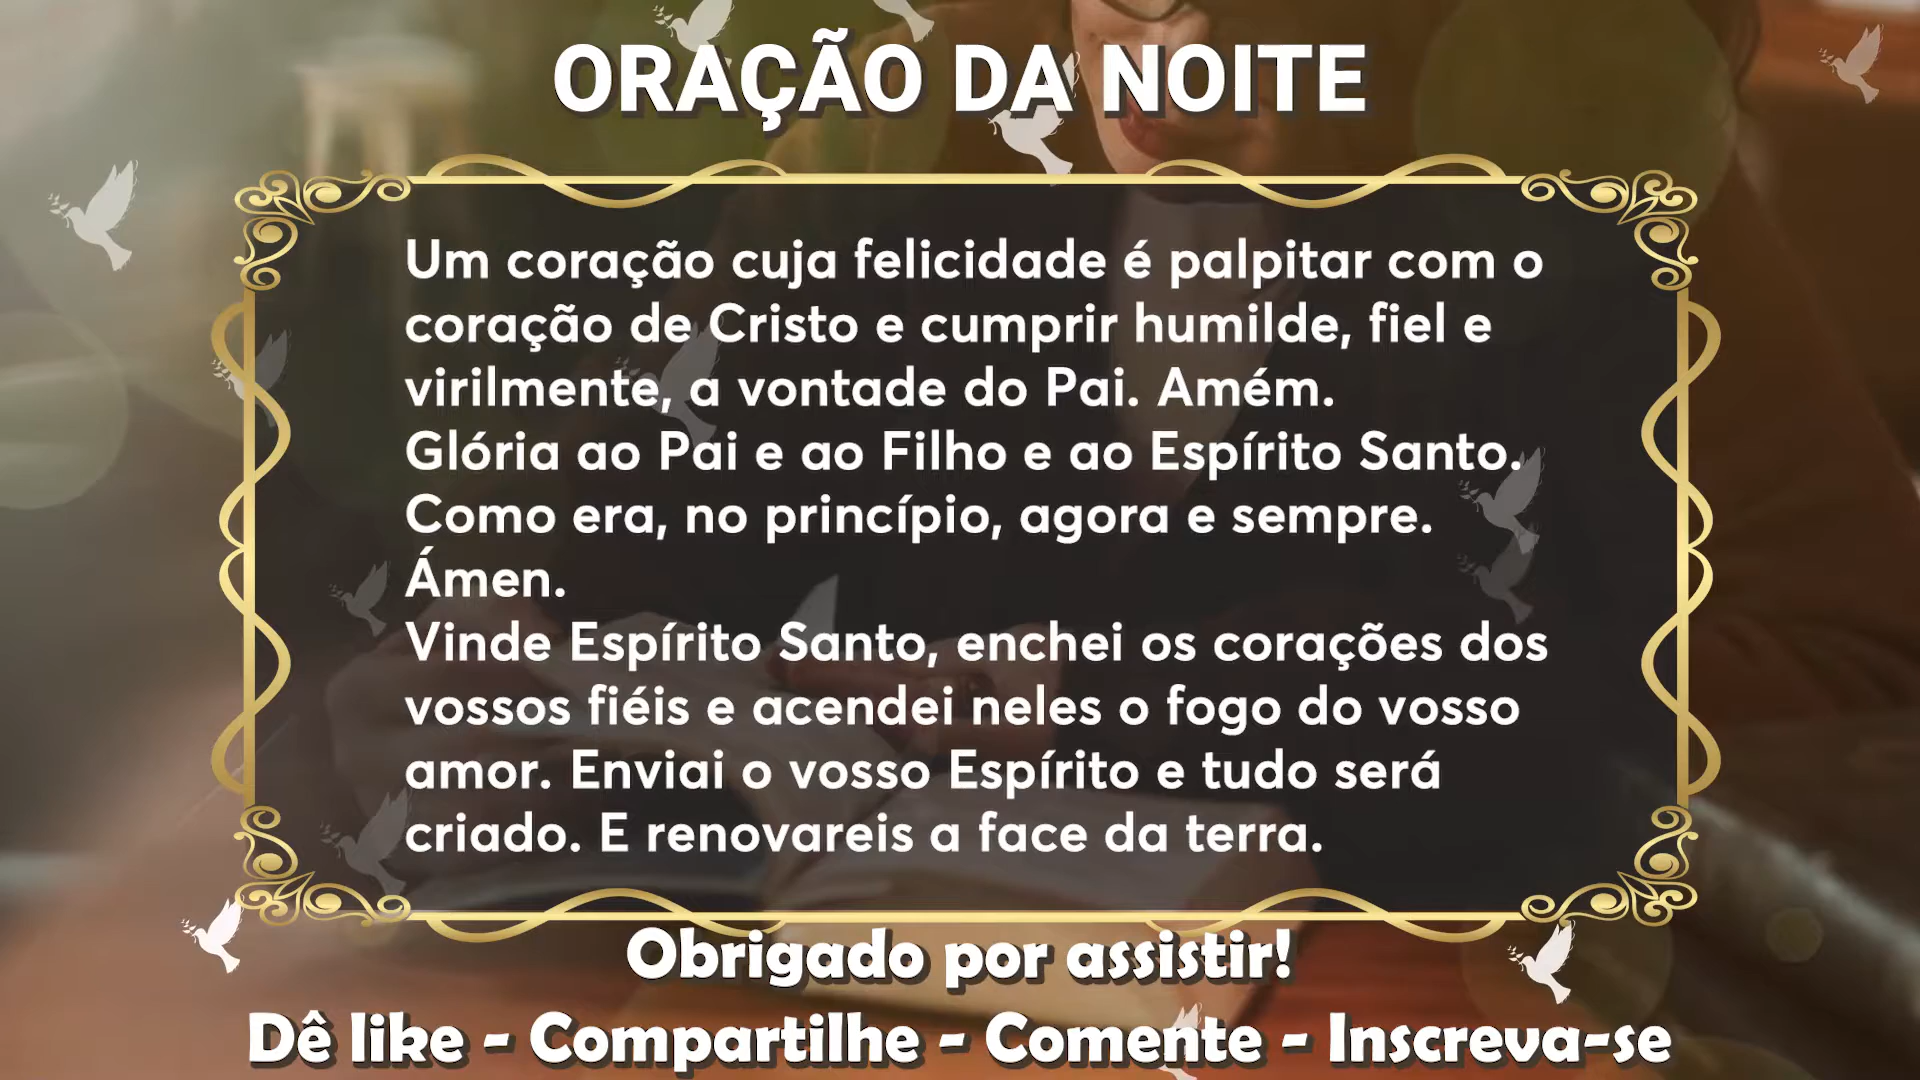 ORAÇÃO DA NOITE
Um coração cuja felicidade é palpitar com o
coração de Cristo e cumprir humilde, fiel e
virilmente, a vontade do Pai. Amém.
Glória ao Pai e ao Filho e ao Espírito Santo.
Como era, no princípio, agora e sempre.
Ámen.
Vinde Espírito Santo, enchei os corações dos
vossos fiéis e acendei neles o fogo do vosso
amor. Enviai o vosso Espírito e tudo será
criado. E renovareis a face da terra.
Obrigado por assistir!
Dê like - Compartilhe - Comente - Inscreva-se